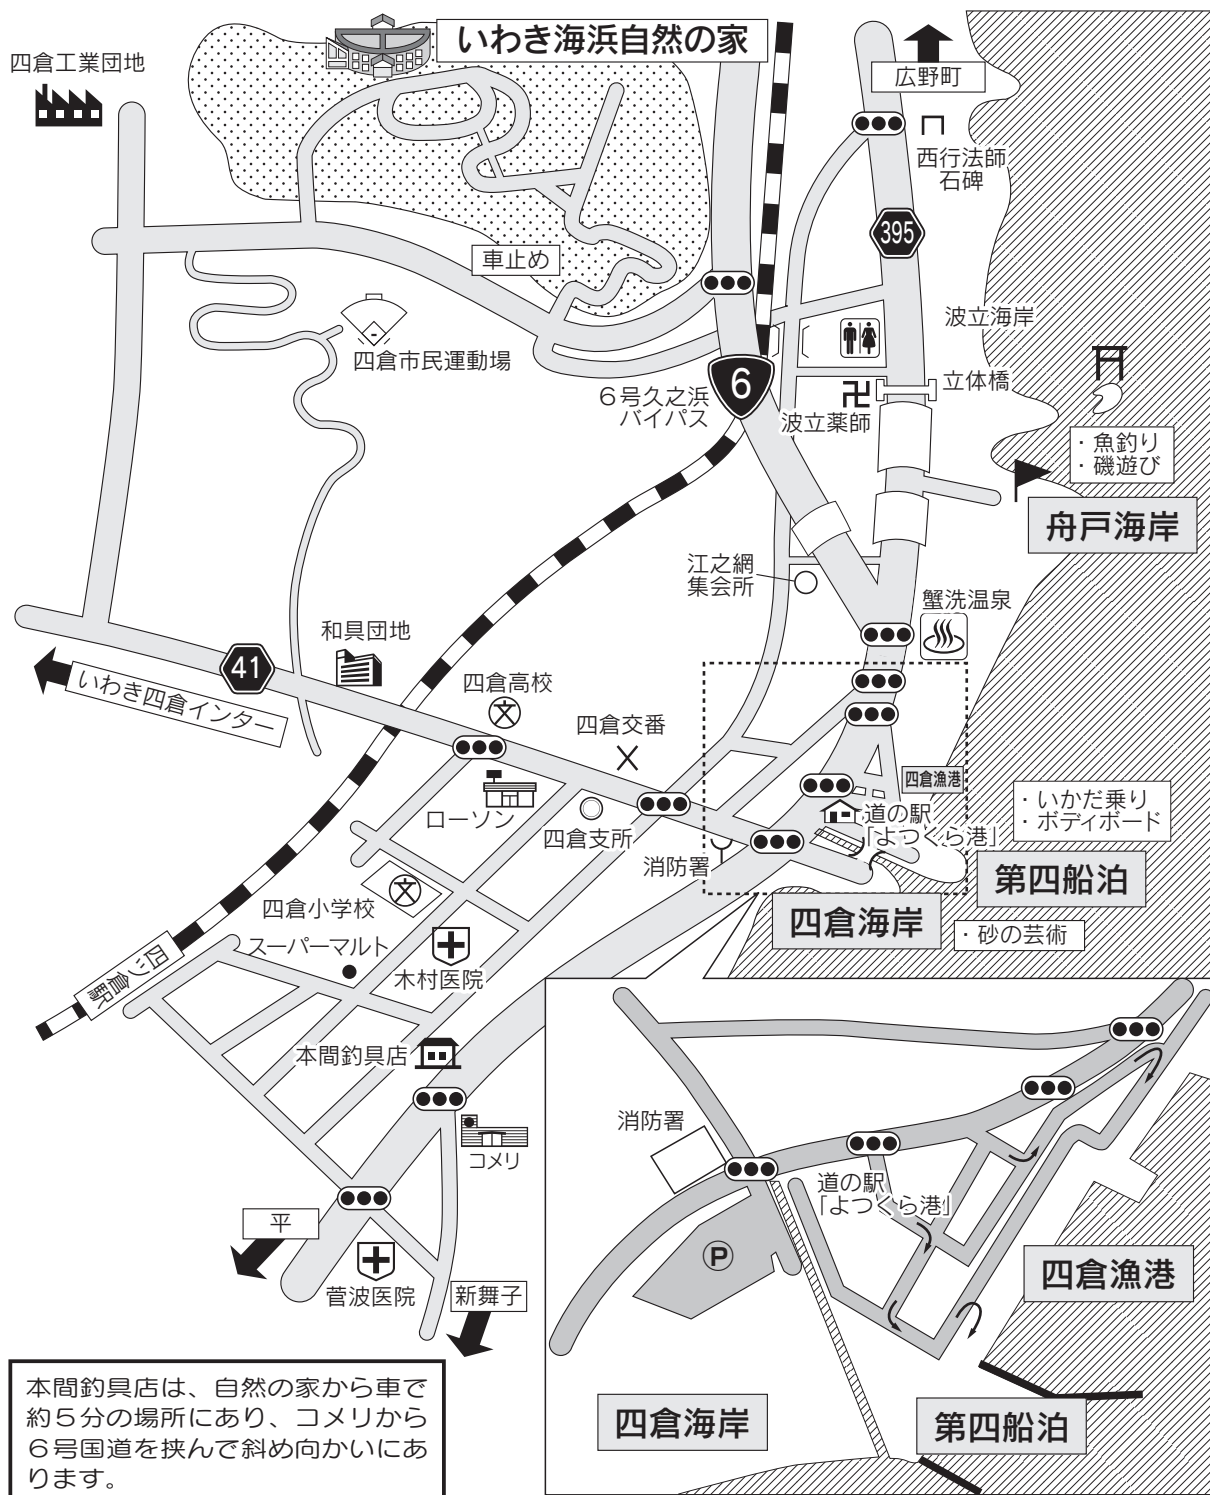 いわき海浜自然の家
四倉工業団地
広野町
西行法師
石碑
395
車止め
四倉市民運動場
波立海岸
6
6号久之浜
バイパス
立体橋
卍
波立薬師
・魚釣り
・磯遊び
舟戸海岸
江之網
集会所
蟹洗温泉
和具団地
41
いわき四倉インター
四倉高校
文
四倉交番
ローソン
四倉支所
四倉漁港
道の駅
「よつくら港」
消防署
・いかだ乗り
・ボディボード
第四船泊
四倉海岸
・砂の芸術
四倉小学校
文
スーパーマルト
木村医院
四ツ倉駅
本間釣具店
コメリ
平
菅波医院
新舞子
消防署
道の駅
「よつくら港」
P
四倉漁港
四倉海岸
第四船泊
本間釣具店は、自然の家から車で
約5分の場所にあり、コメリから
6号国道を挟んで斜め向かいにあ
ります。